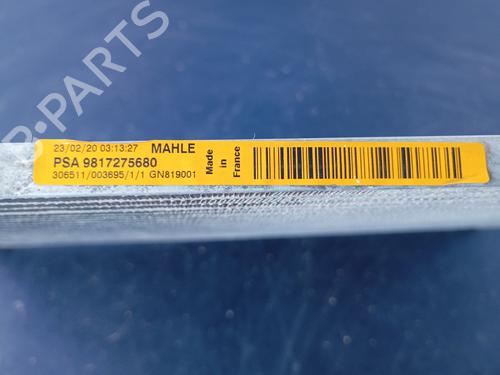 23/02/20 03:13:27 MAHLE
PSA 9817275680
306511/003695/1/1 GN819001
Made
in
France
B-PARTS